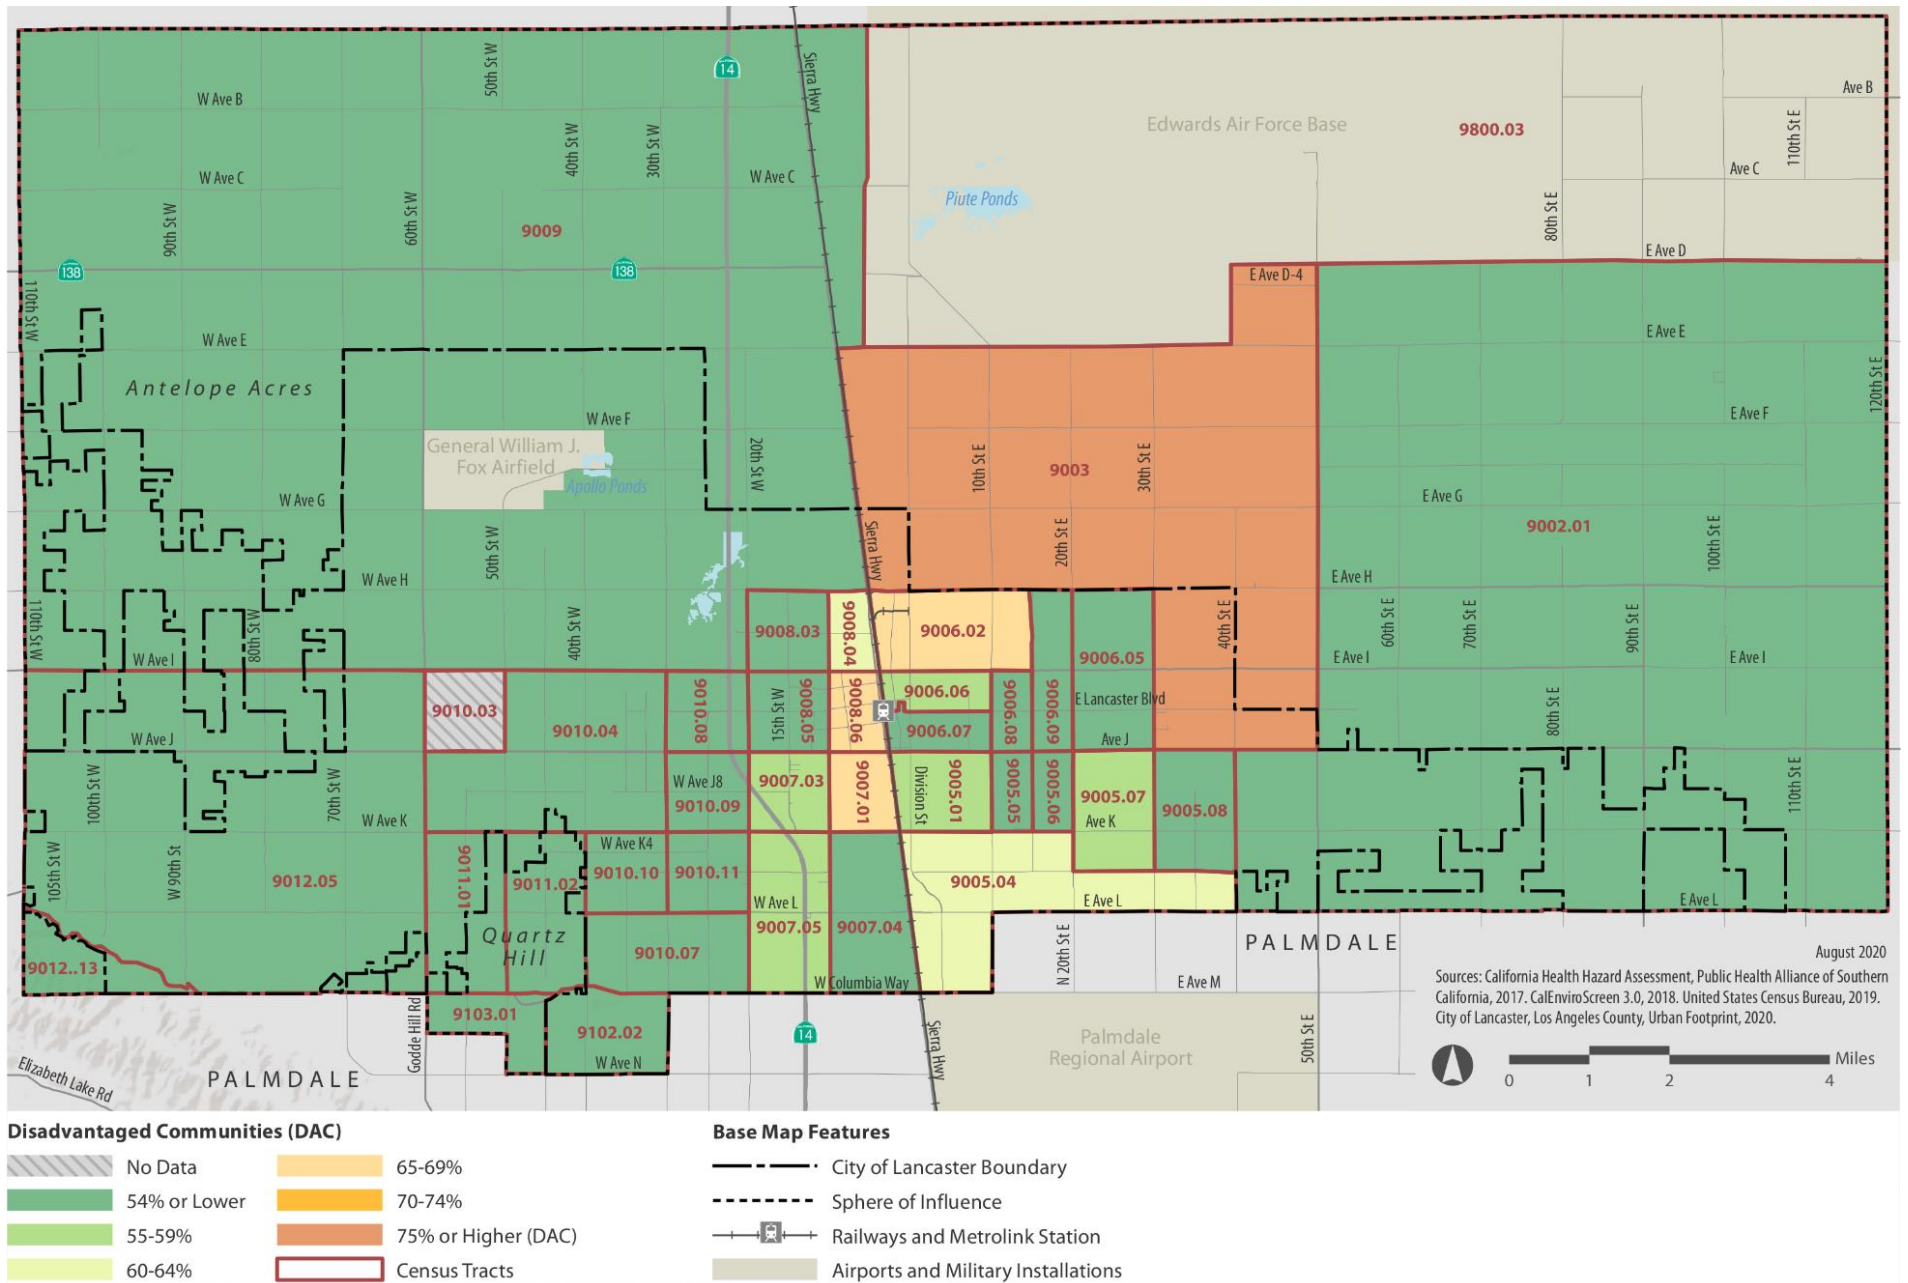 14
Sierra Hwy
50th St W
W Ave B
Ave B
Edwards Air Force Base
9800.03
110th St E
40th St W
30th St W
W Ave C
W Ave C
Ave C
Piute Ponds
90th St W
60th St W
80th St E
9009
E Ave D
138
138
E Ave D-4
110th St W
W Ave E
E Ave E
Antelope Acres
120th St E
W Ave F
E Ave F
General William J.
Fox Airfield
Apollo Ponds
20th St W
10th St E
9003
30th St E
W Ave G
E Ave G
9002.01
50th St W
Sierra Hwy
20th St E
100th St E
W Ave H
E Ave H
110th St W
80th St W
40th St W
9008.03
9008.04
9006.02
9006.05
40th St E
60th St E
70th St E
90th St E
W Ave I
E Ave I
E Ave I
9010.03
9010.04
9010.08
15th St W
9008.05
9008.06
9006.06
9006.07
9006.08
9006.09
E Lancaster Blvd
80th St E
W Ave J
Ave J
100th St W
70th St W
W Ave J8
9010.09
9007.03
9007.01
Division St
9005.01
9005.05
9005.06
9005.07
9005.08
110th St E
W Ave K
Ave K
105th St W
W 90th St
9012.05
9011.01
9011.02
W Ave K4
9010.10
9010.11
9005.04
W Ave L
E Ave L
E Ave L
Quartz
Hill
9010.07
9007.05
9007.04
N 20th St E
PALMDALE
9012..13
W Columbia Way
E Ave M
Godde Hill Rd
9103.01
9102.02
W Ave N
14
Sierra Hwy
Palmdale
Regional Airport
50th St E
Elizabeth Lake Rd
PALMDALE
August 2020
Sources: California Health Hazard Assessment, Public Health Alliance of Southern
California, 2017. CalEnviroScreen 3.0, 2018. United States Census Bureau, 2019.
City of Lancaster, Los Angeles County, Urban Footprint, 2020.
Miles
0 1 2 4
Disadvantaged Communities (DAC)
No Data
54% or Lower
55-59%
60-64%
65-69%
70-74%
75% or Higher (DAC)
Census Tracts
Base Map Features
City of Lancaster Boundary
Sphere of Influence
Railways and Metrolink Station
Airports and Military Installations